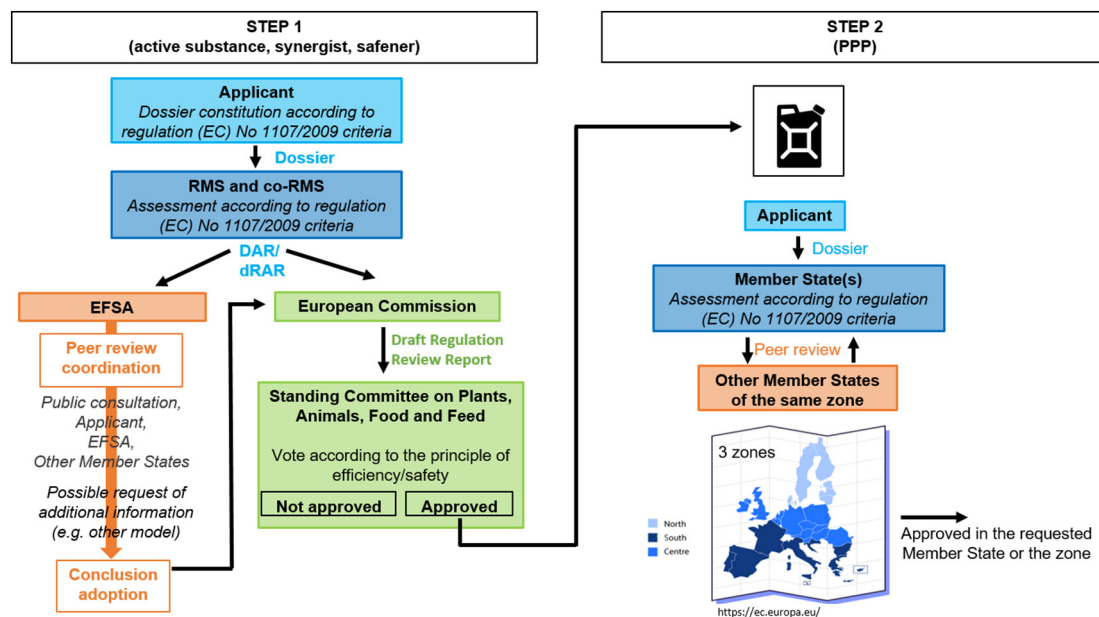 STEP 1
(active substance, synergist, safener)
Applicant
Dossier constitution according to
regulation (EC) No 1107/2009 criteria
Dossier
RMS and co-RMS
Assessment according to regulation
(EC) No 1107/2009 criteria
DAR/
dRAR
EFSA
Peer review
coordination
Public consultation,
Applicant,
EFSA,
Other Member States
Possible request of
additional information
(e.g. other model)
Conclusion
adoption
European Commission
Draft Regulation
Review Report
Standing Committee on Plants,
Animals, Food and Feed
Vote according to the principle of
efficiency/safety
Not approved
Approved
STEP 2
(PPP)
Applicant
Dossier
Member State(s)
Assessment according to regulation
(EC) No 1107/2009 criteria
Peer review
Other Member States
of the same zone
3 zones
North
South
Centre
https://ec.europa.eu/
Approved in the requested
Member State or the zone